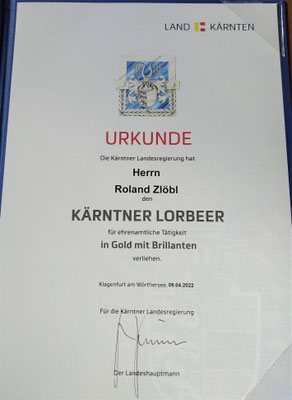 LAND KÄRNTEN
URKUNDE
Die Kärntner Landesregierung hat
Herrn
Roland Zlöbl
den
KÄRNTNER LORBEER
für ehrenamtliche Tätigkeit
in Gold mit Brillanten
verliehen.
Klagenfurt am Wörthersee, 08.04.2022
Für die Kärntner Landesregierung
Der Landeshauptmann